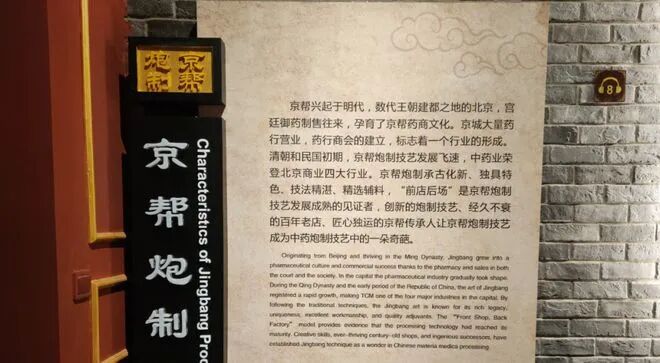 京帮
炮制
京帮炮制
Characteristics of Jingbang Proc
京帮兴起于明代，数代王朝建都之地的北京，宫
廷御药制售往来，孕育了京帮药商文化。京城大量药
行营业，药行商会的建立，标志着一个行业的形成。
清朝和民国初期，京帮炮制技艺发展飞速，中药业荣
登北京商业四大行业。京帮炮制承古化新、独具特
色、技法精湛、精选辅料，“前店后场”是京帮炮制
技艺发展成熟的见证者，创新的炮制技艺、经久不衰
的百年老店、匠心独运的京帮传承人让京帮炮制技艺
成为中药炮制技艺中的一朵奇葩。
Originating from Beijing and thriving in the Ming Dynasty, Jingbang grew into a
pharmaceutical culture and commercial success thanks to the pharmacy and sales in both
the court and the society. In the capital the pharmaceutical industry gradually took shape.
During the Qing Dynasty and the early period of the Republic of China, the art of Jingbang
registered a rapid growth, making TCM one of the four major industries in the capital. By
following the traditional techniques, the Jingbang art is known for its rich legacy,
uniqueness, excellent workmanship, and quality adjuvants. The “Front Shop, Back
Factory” model provides evidence that the processing technology had reached its
maturity. Creative skills, ever-thriving century-old shops, and ingenious successors, have
established Jingbang technique as a wonder in Chinese materia medica processing.
8